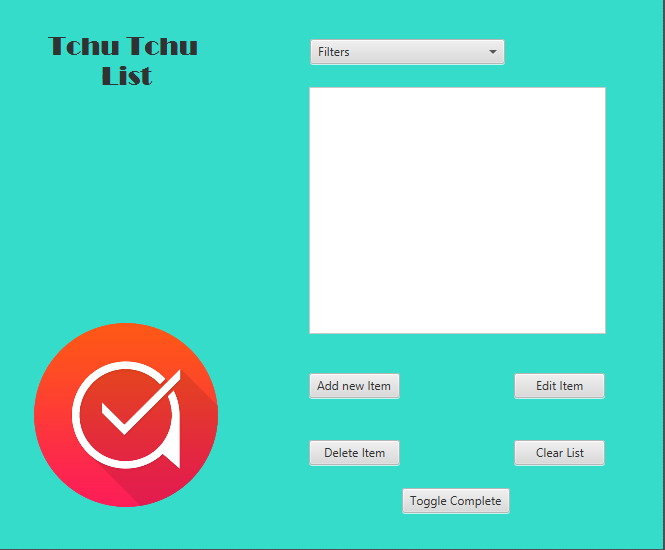 Tchu Tchu
List
Filters
Add new Item
Edit Item
Delete Item
Clear List
Toggle Complete